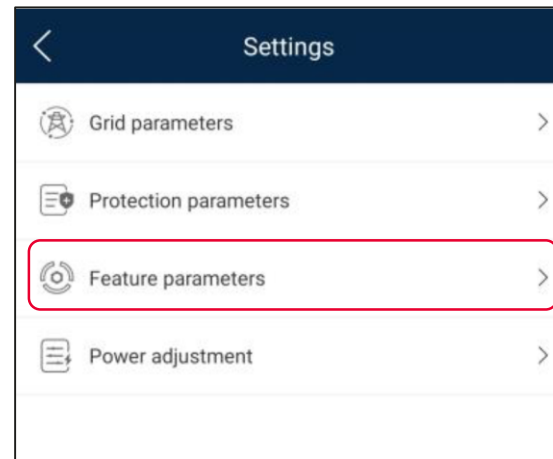 Settings
Grid parameters
Protection parameters
Feature parameters
Power adjustment